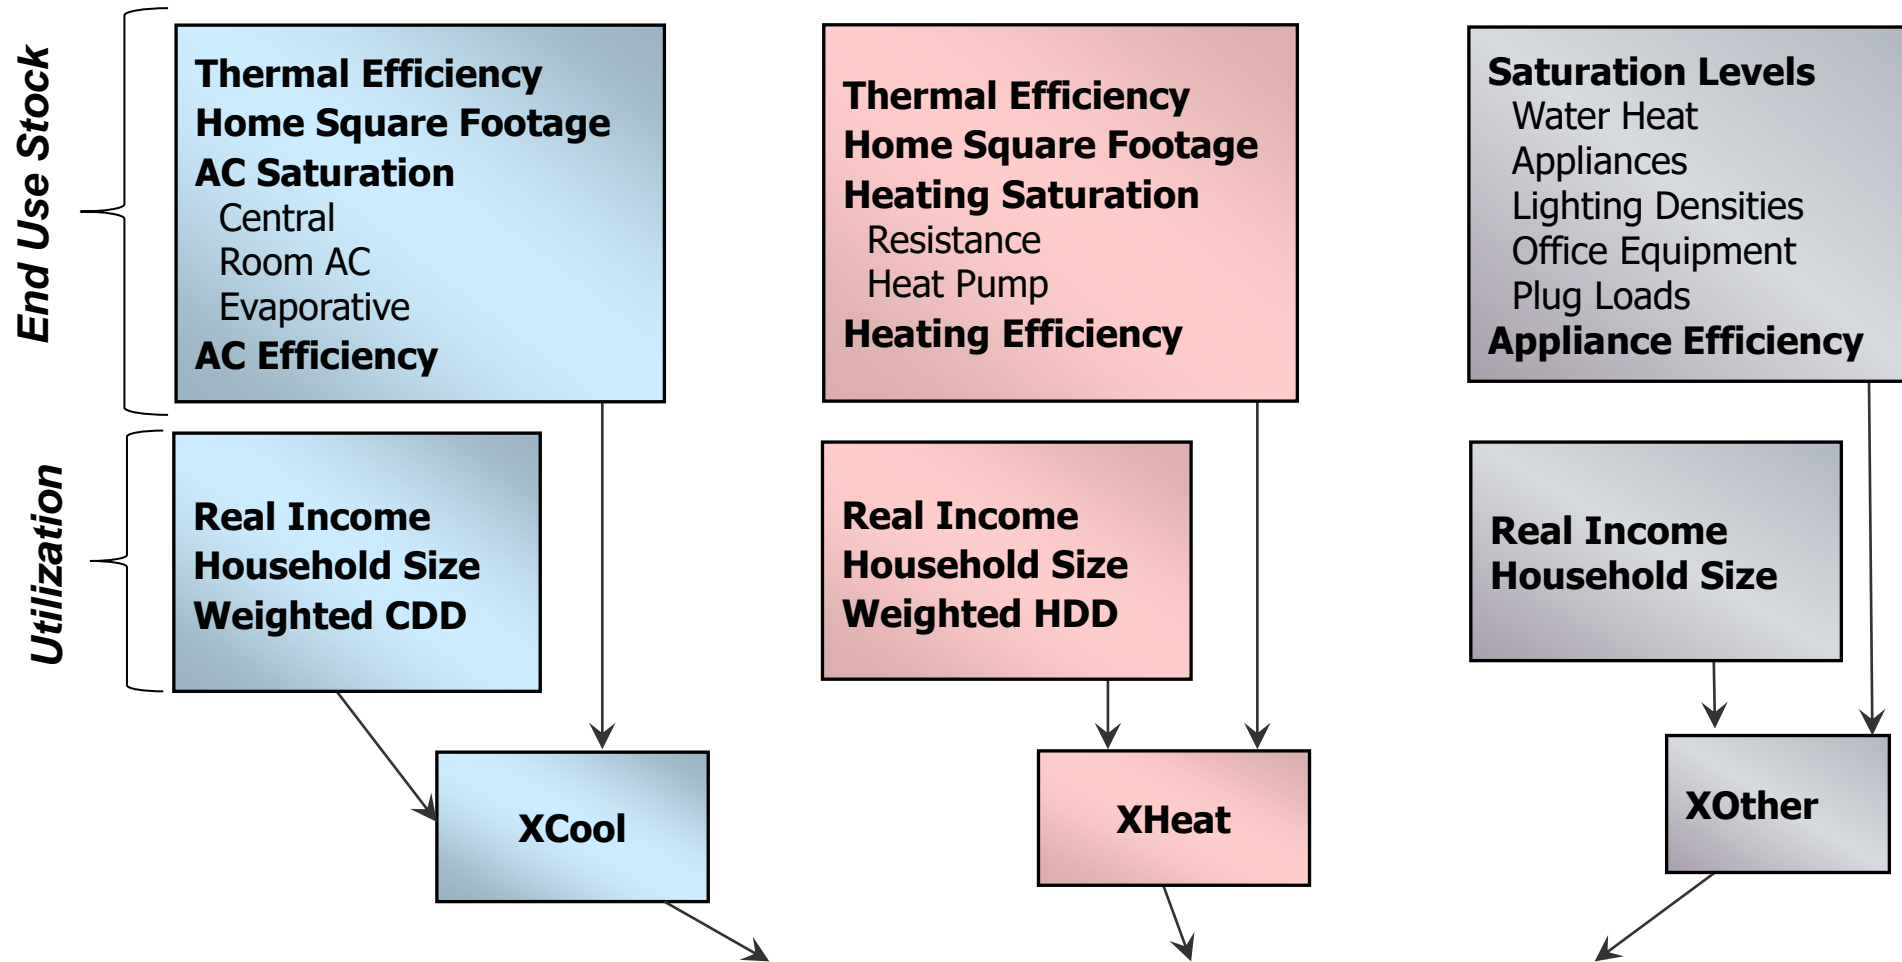 End Use Stock
Thermal Efficiency
Home Square Footage
AC Saturation
Central
Room AC
Evaporative
AC Efficiency
Thermal Efficiency
Home Square Footage
Heating Saturation
Resistance
Heat Pump
Heating Efficiency
Saturation Levels
Water Heat
Appliances
Lighting Densities
Office Equipment
Plug Loads
Appliance Efficiency
Utilization
Real Income
Household Size
Weighted CDD
Real Income
Household Size
Weighted HDD
Real Income
Household Size
XCool
XHeat
XOther